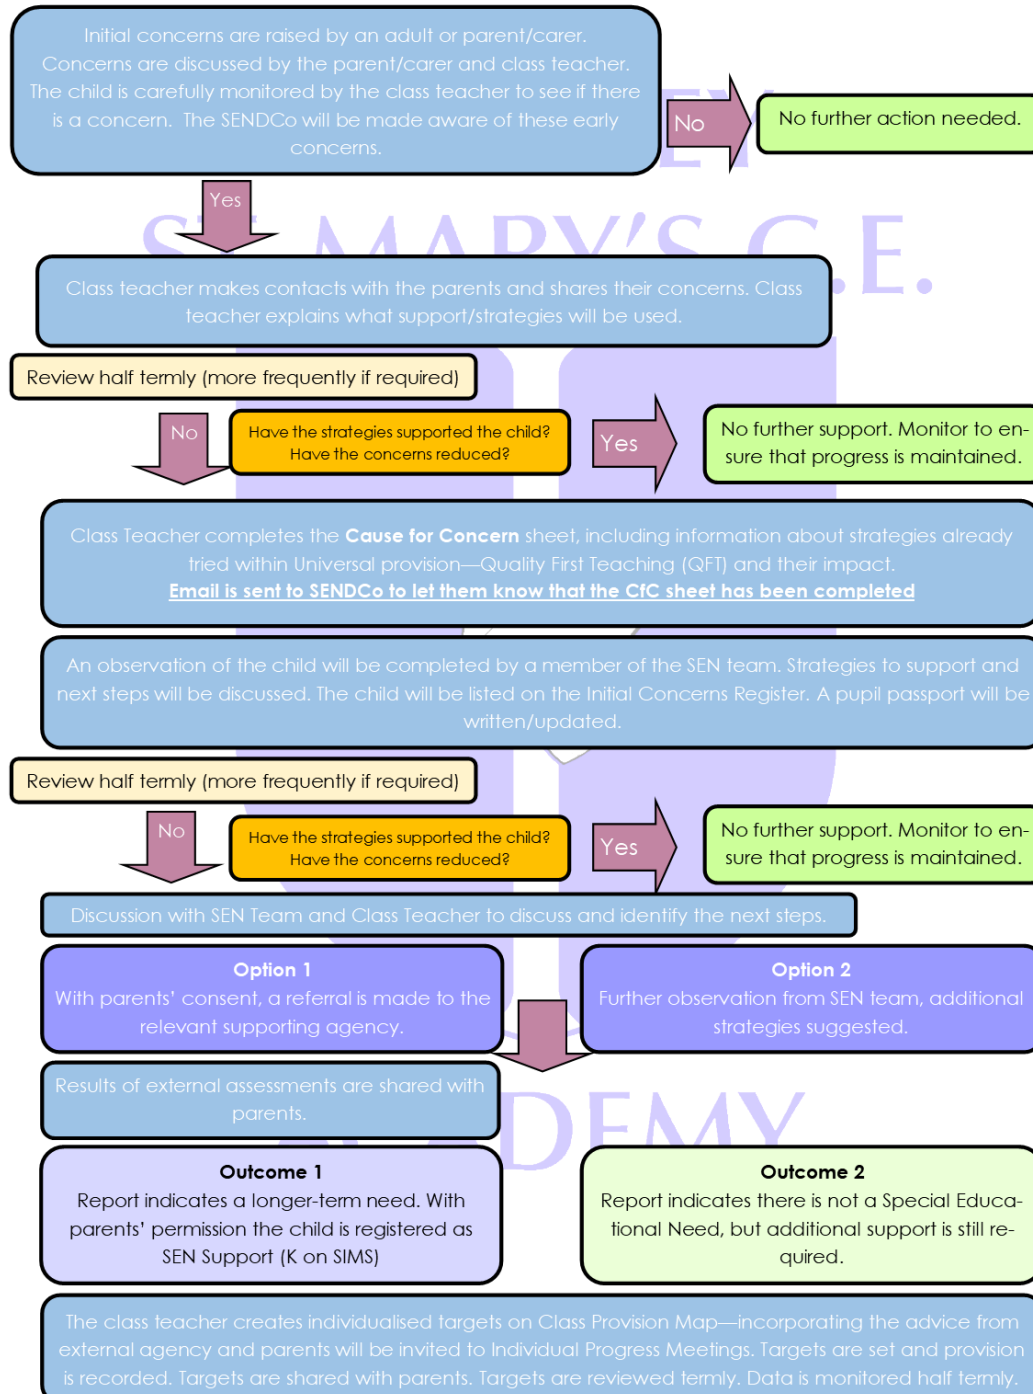 Initial concerns are raised by an adult or parent/carer.
Concerns are discussed by the parent/carer and class teacher.
The child is carefully monitored by the class teacher to see if there
is a concern. The SENDCo will be made aware of these early
concerns.
No
No further action needed.
Yes
ST. MARY'S C.E.
Class teacher makes contacts with the parents and shares their concerns. Class
teacher explains what support/strategies will be used.
Review half termly (more frequently if required)
No
Have the strategies supported the child?
Have the concerns reduced?
Yes
No further support. Monitor to en-
sure that progress is maintained.
Class Teacher completes the Cause for Concern sheet, including information about strategies already
tried within Universal provision—Quality First Teaching (QFT) and their impact.
Email is sent to SENDCo to let them know that the CfC sheet has been completed
An observation of the child will be completed by a member of the SEN team. Strategies to support and
next steps will be discussed. The child will be listed on the Initial Concerns Register. A pupil passport will be
written/updated.
Review half termly (more frequently if required)
No
Have the strategies supported the child?
Have the concerns reduced?
Yes
No further support. Monitor to en-
sure that progress is maintained.
Discussion with SEN Team and Class Teacher to discuss and identify the next steps.
Option 1
With parents' consent, a referral is made to the
relevant supporting agency.
Option 2
Further observation from SEN team, additional
strategies suggested.
Results of external assessments are shared with
parents.
ACADEMY
Outcome 1
Report indicates a longer-term need. With
parents' permission the child is registered as
SEN Support (K on SIMS)
Outcome 2
Report indicates there is not a Special Educa-
tional Need, but additional support is still re-
quired.
The class teacher creates individualised targets on Class Provision Map—incorporating the advice from
external agency and parents will be invited to Individual Progress Meetings. Targets are set and provision
is recorded. Targets are shared with parents. Targets are reviewed termly. Data is monitored half termly.